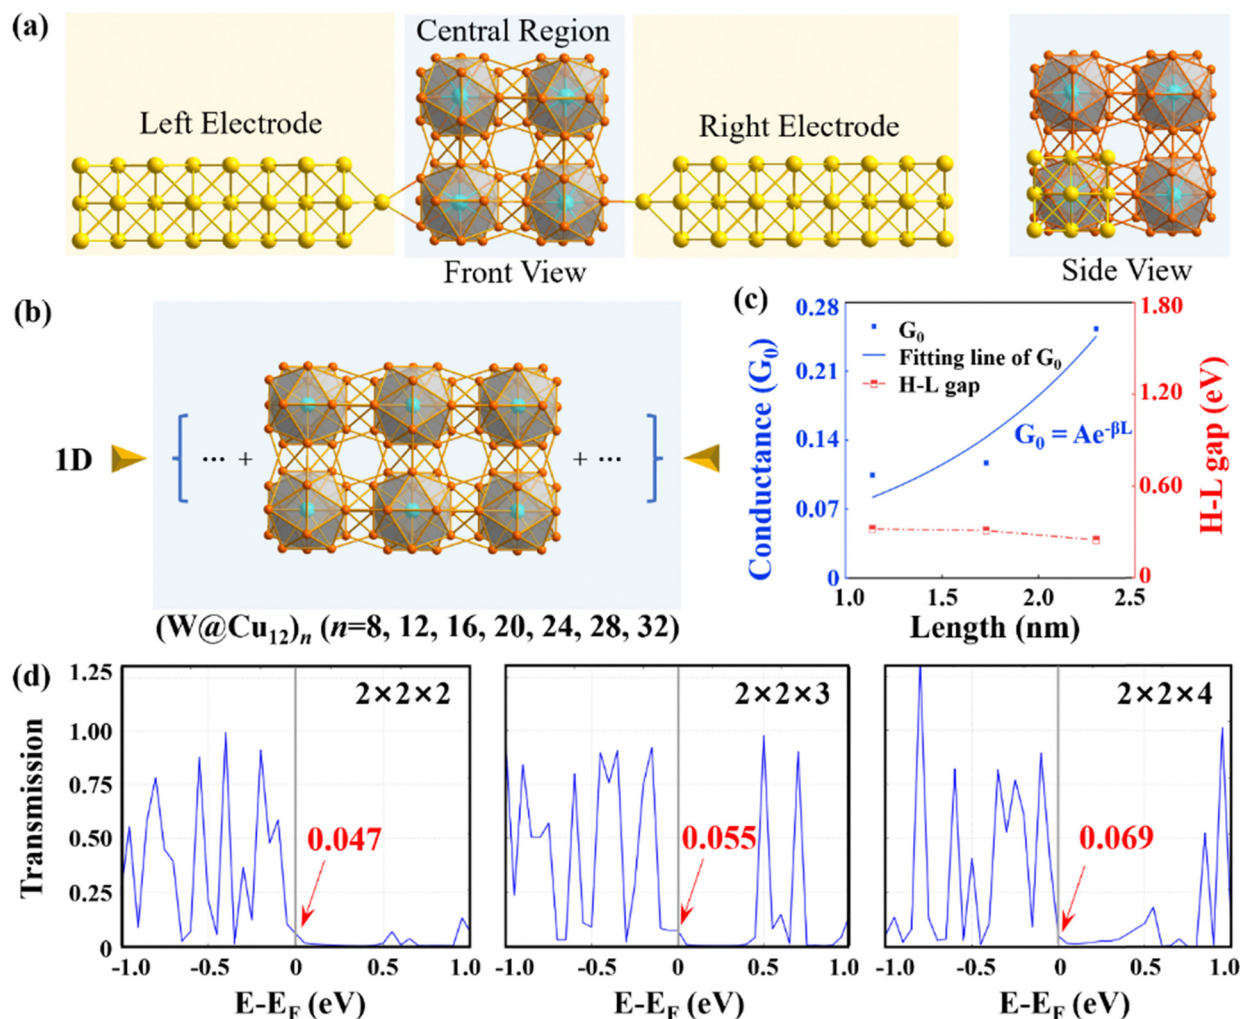 (a)
Central Region
Left Electrode
Right Electrode
Front View
Side View
(b)
1D
... +
+ ...
(W@Cu12)n (n=8, 12, 16, 20, 24, 28, 32)
(c)
Conductance (G0)
0.28
0.21
0.14
0.07
0
G0
Fitting line of G0
H-L gap
G0 = Ae-βL
1.80
1.20
0.60
0
H-L gap (eV)
1.0 1.5 2.0 2.5
Length (nm)
(d)
Transmission
1.25
1.00
0.75
0.50
0.25
0
2×2×2
0.047
-1.0 -0.5 0 0.5 1.0
E-EF (eV)
2×2×3
0.055
-1.0 -0.5 0 0.5 1.0
E-EF (eV)
2×2×4
0.069
-1.0 -0.5 0 0.5 1.0
E-EF (eV)